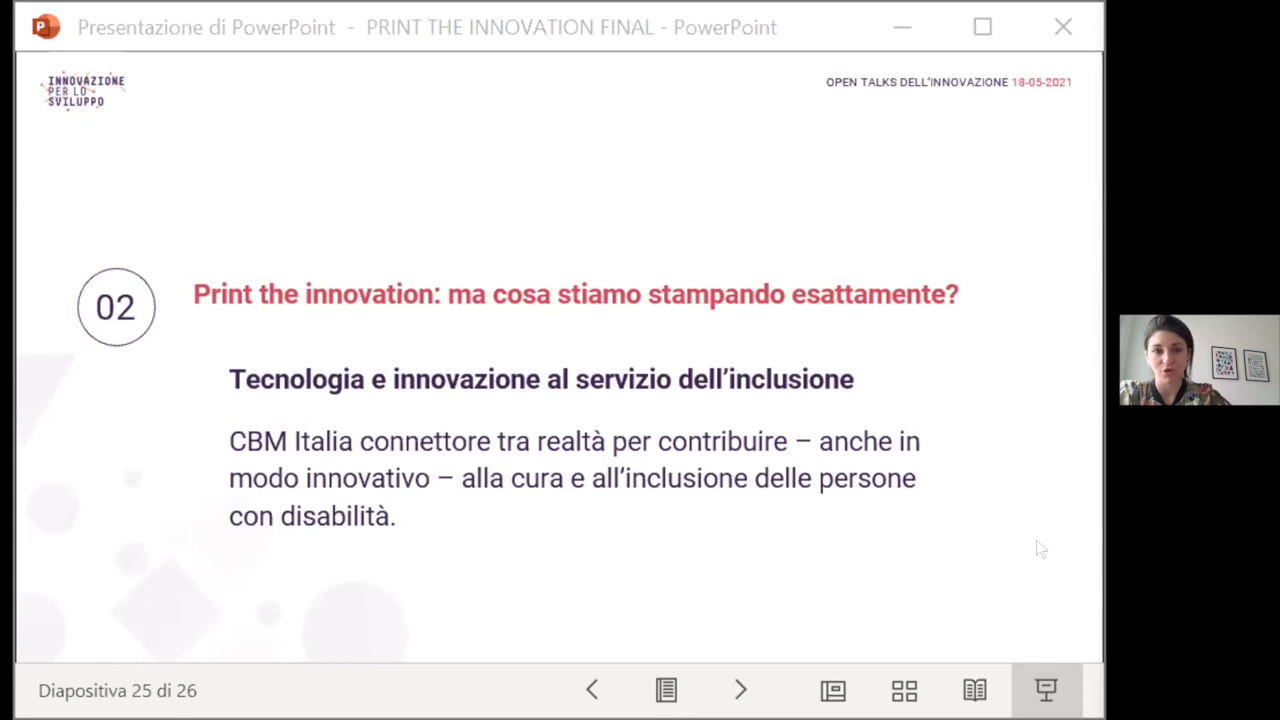 Presentazione di PowerPoint - PRINT THE INNOVATION FINAL - PowerPoint
INNOVAZIONE
PER LO
SVILUPPO
OPEN TALKS DELL'INNOVAZIONE 18-05-2021
02
Print the innovation: ma cosa stiamo stampando esattamente?
Tecnologia e innovazione al servizio dell'inclusione
CBM Italia connettore tra realtà per contribuire – anche in
modo innovativo – alla cura e all'inclusione delle persone
con disabilità.
Diapositiva 25 di 26